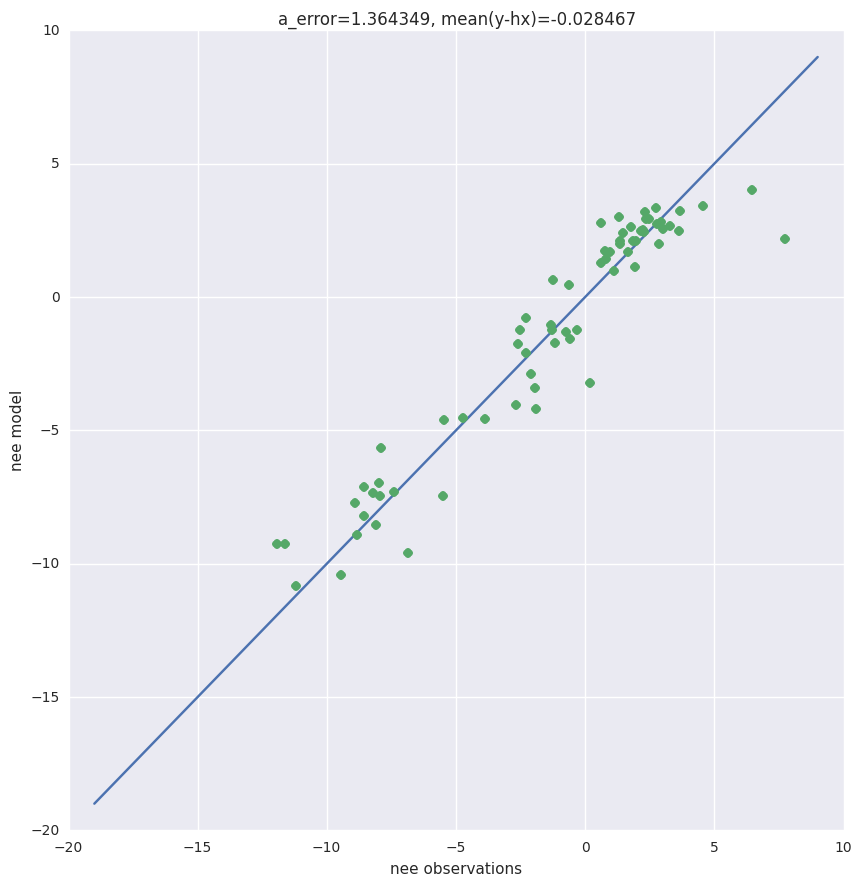 a_error=1.364349, mean(y-hx)=-0.028467
10
5
0
−5
−10
−15
−20
nee model
−20 −15 −10 −5 0 5 10
nee observations